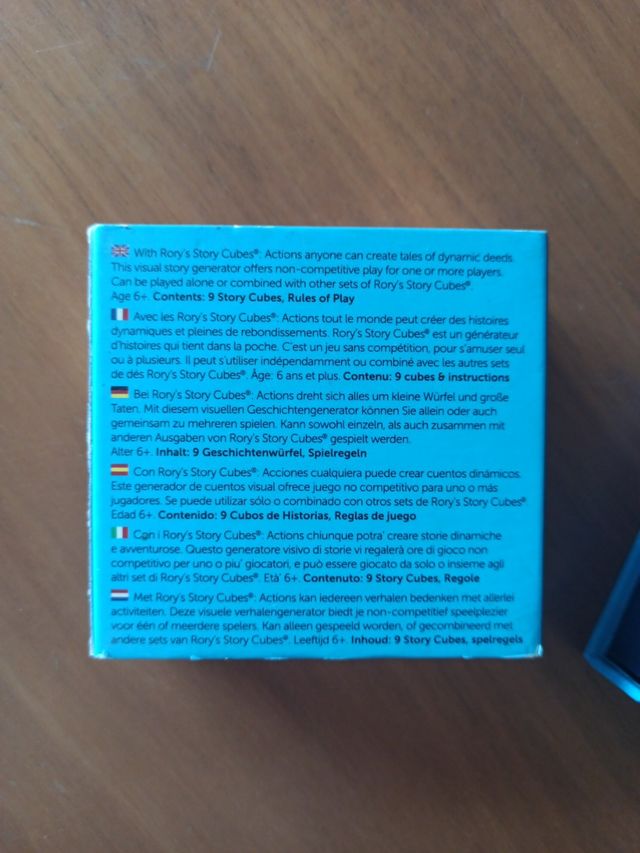 With Rory's Story Cubes®: Actions anyone can create tales of dynamic deeds.
This visual story generator offers non-competitive play for one or more players.
Can be played alone or combined with other sets of Rory's Story Cubes®.
Age 6+. Contents: 9 Story Cubes, Rules of Play
Avec les Rory's Story Cubes®: Actions tout le monde peut créer des histoires
dynamiques et pleines de rebondissements. Rory's Story Cubes® est un générateur
d'histoires qui tient dans la poche. C'est un jeu sans compétition, pour s'amuser seul
ou à plusieurs. Il peut s'utiliser indépendamment ou combiné avec les autres sets
de dés Rory's Story Cubes®. Âge: 6 ans et plus. Contenu: 9 cubes & instructions
Bei Rory's Story Cubes®: Actions dreht sich alles um kleine Würfel und große
Taten. Mit diesem visuellen Geschichtengenerator können Sie allein oder auch
gemeinsam zu mehreren spielen. Kann sowohl einzeln, als auch zusammen mit
anderen Ausgaben von Rory's Story Cubes® gespielt werden.
Alter 6+. Inhalt: 9 Geschichtenwürfel, Spielregeln
Con Rory's Story Cubes®: Acciones cualquiera puede crear cuentos dinámicos.
Este generador de cuentos visual ofrece juego no competitivo para uno o más
jugadores. Se puede utilizar sólo o combinado con otros sets de Rory's Story Cubes®
Edad 6+. Contenido: 9 Cubos de Historias, Reglas de juego
Con i Rory's Story Cubes®: Actions chiunque potra' creare storie dinamiche
e avventurose. Questo generatore visivo di storie vi regalerà ore di gioco non
competitivo per uno o piu' giocatori, e può essere giocato da solo o insieme agli
altri set di Rory's Story Cubes®. Età' 6+. Contenuto: 9 Story Cubes, Regole
Met Rory's Story Cubes®: Actions kan iedereen verhalen bedenken met allerlei
activiteiten. Deze visuele verhalengenerator biedt je non-competitief speelplezier
voor één of meerdere spelers. Kan alleen gespeeld worden, of gecombineerd met
andere sets van Rory's Story Cubes®. Leeftijd 6+. Inhoud: 9 Story Cubes, spelregels